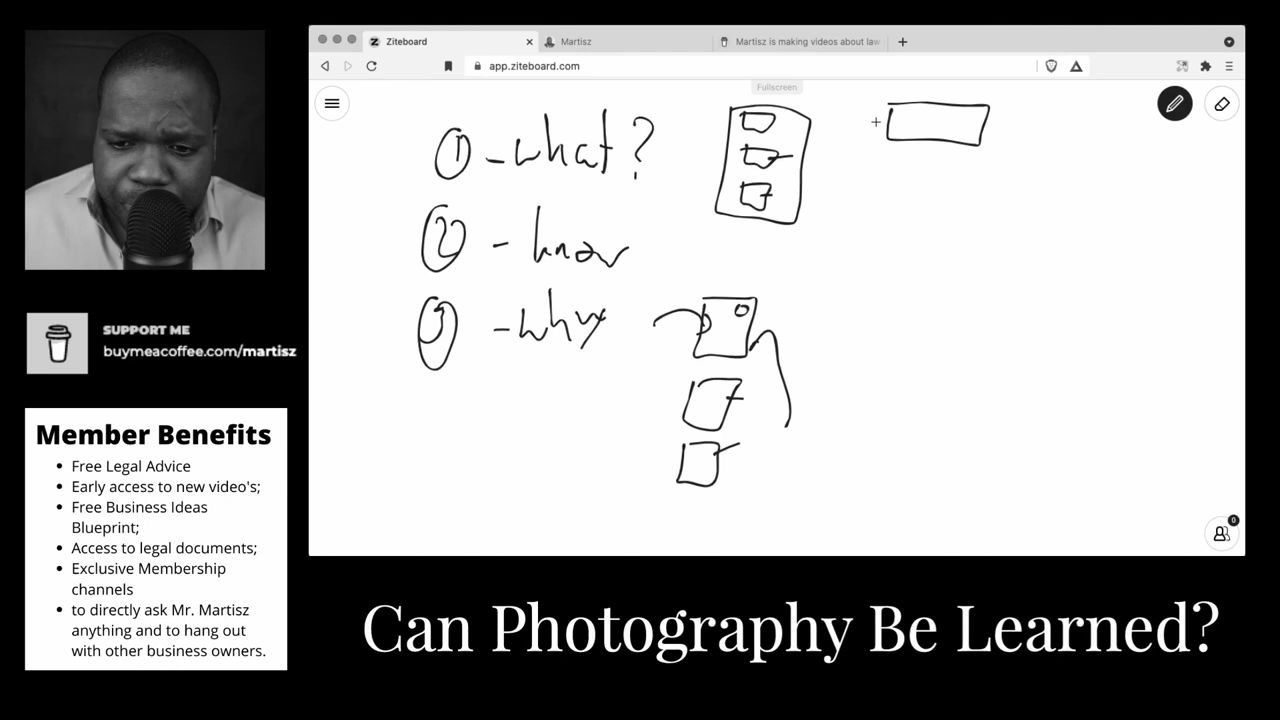 Ziteboard
Martisz
Martisz is making videos about law
app.ziteboard.com
Fullscreen
1 - what?
2 - know
3 - why
0
SUPPORT ME
buymeacoffee.com/martisz
Member Benefits
• Free Legal Advice
• Early access to new video's;
• Free Business Ideas
Blueprint;
• Access to legal documents;
• Exclusive Membership
channels
• to directly ask Mr. Martisz
anything and to hang out
with other business owners.
Can Photography Be Learned?